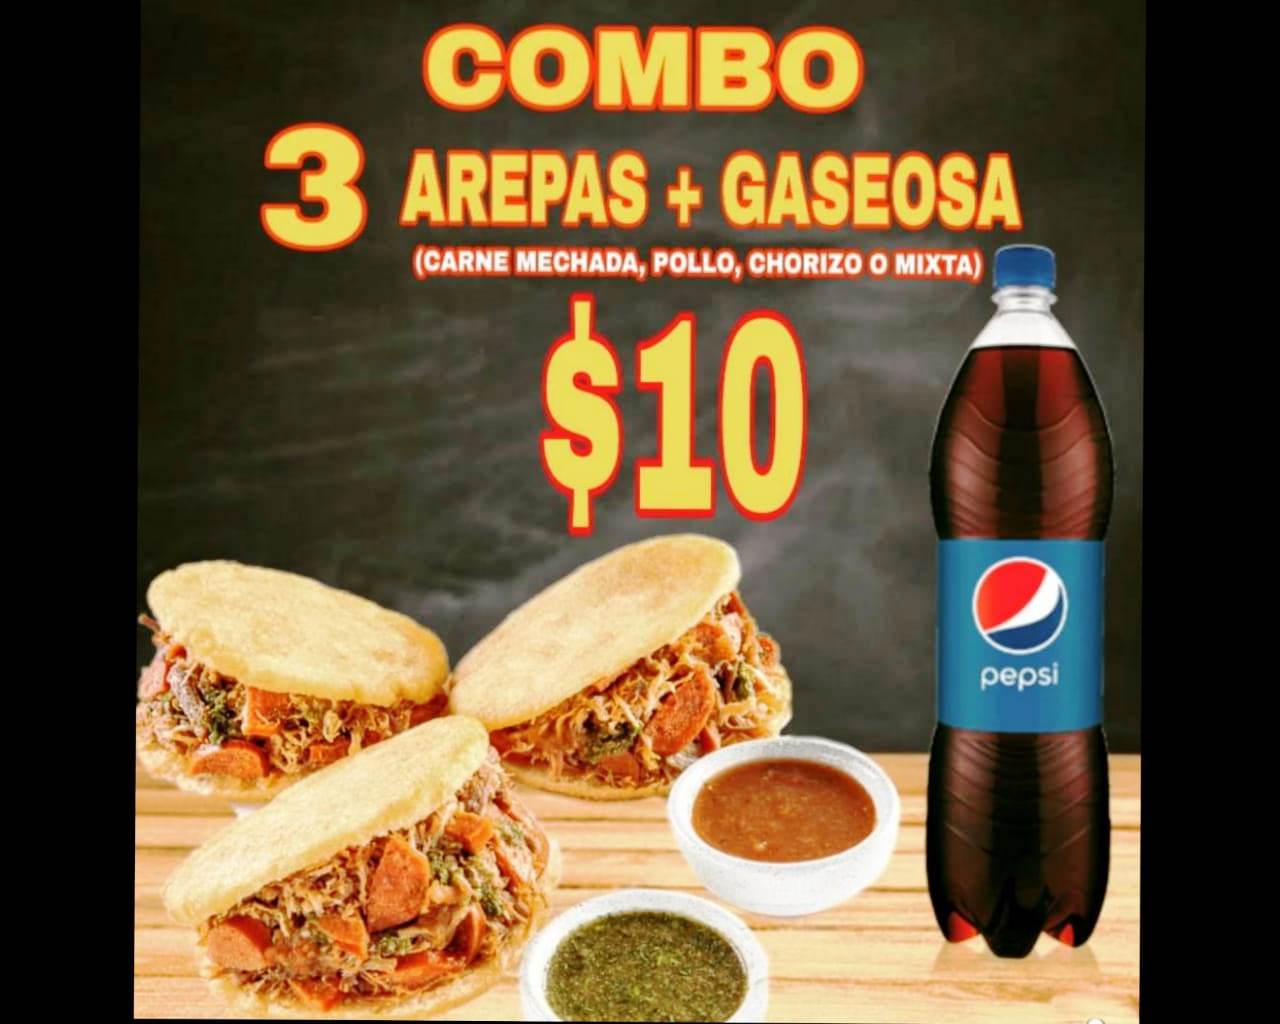 COMBO
3 AREPAS + GASEOSA
(CARNE MECHADA, POLLO, CHORIZO O MIXTA)
$10
pepsi